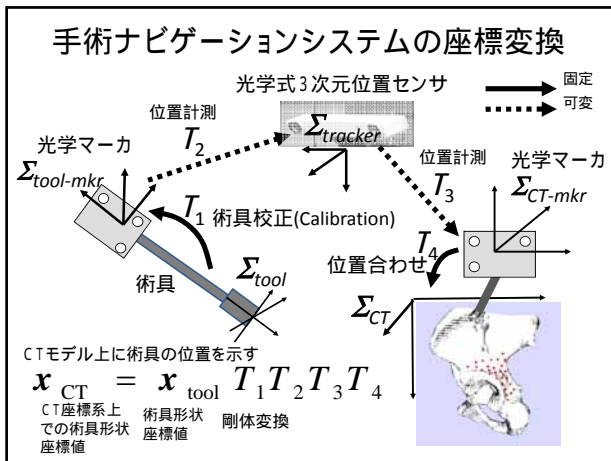 手術ナビゲーションシステムの座標変換
光学式3次元位置センサ
固定
可変
位置計測
T2
Σtracker
光学マーカ
Σtool-mkr
位置計測
T3
光学マーカ
ΣCT-mkr
T1 術具校正(Calibration)
T4
位置合わせ
術具
Σtool
ΣCT
CTモデル上に術具の位置を示す
x CT = x tool T1T2T3T4
CT座標系上
での術具形状
座標値
術具形状
座標値
剛体変換